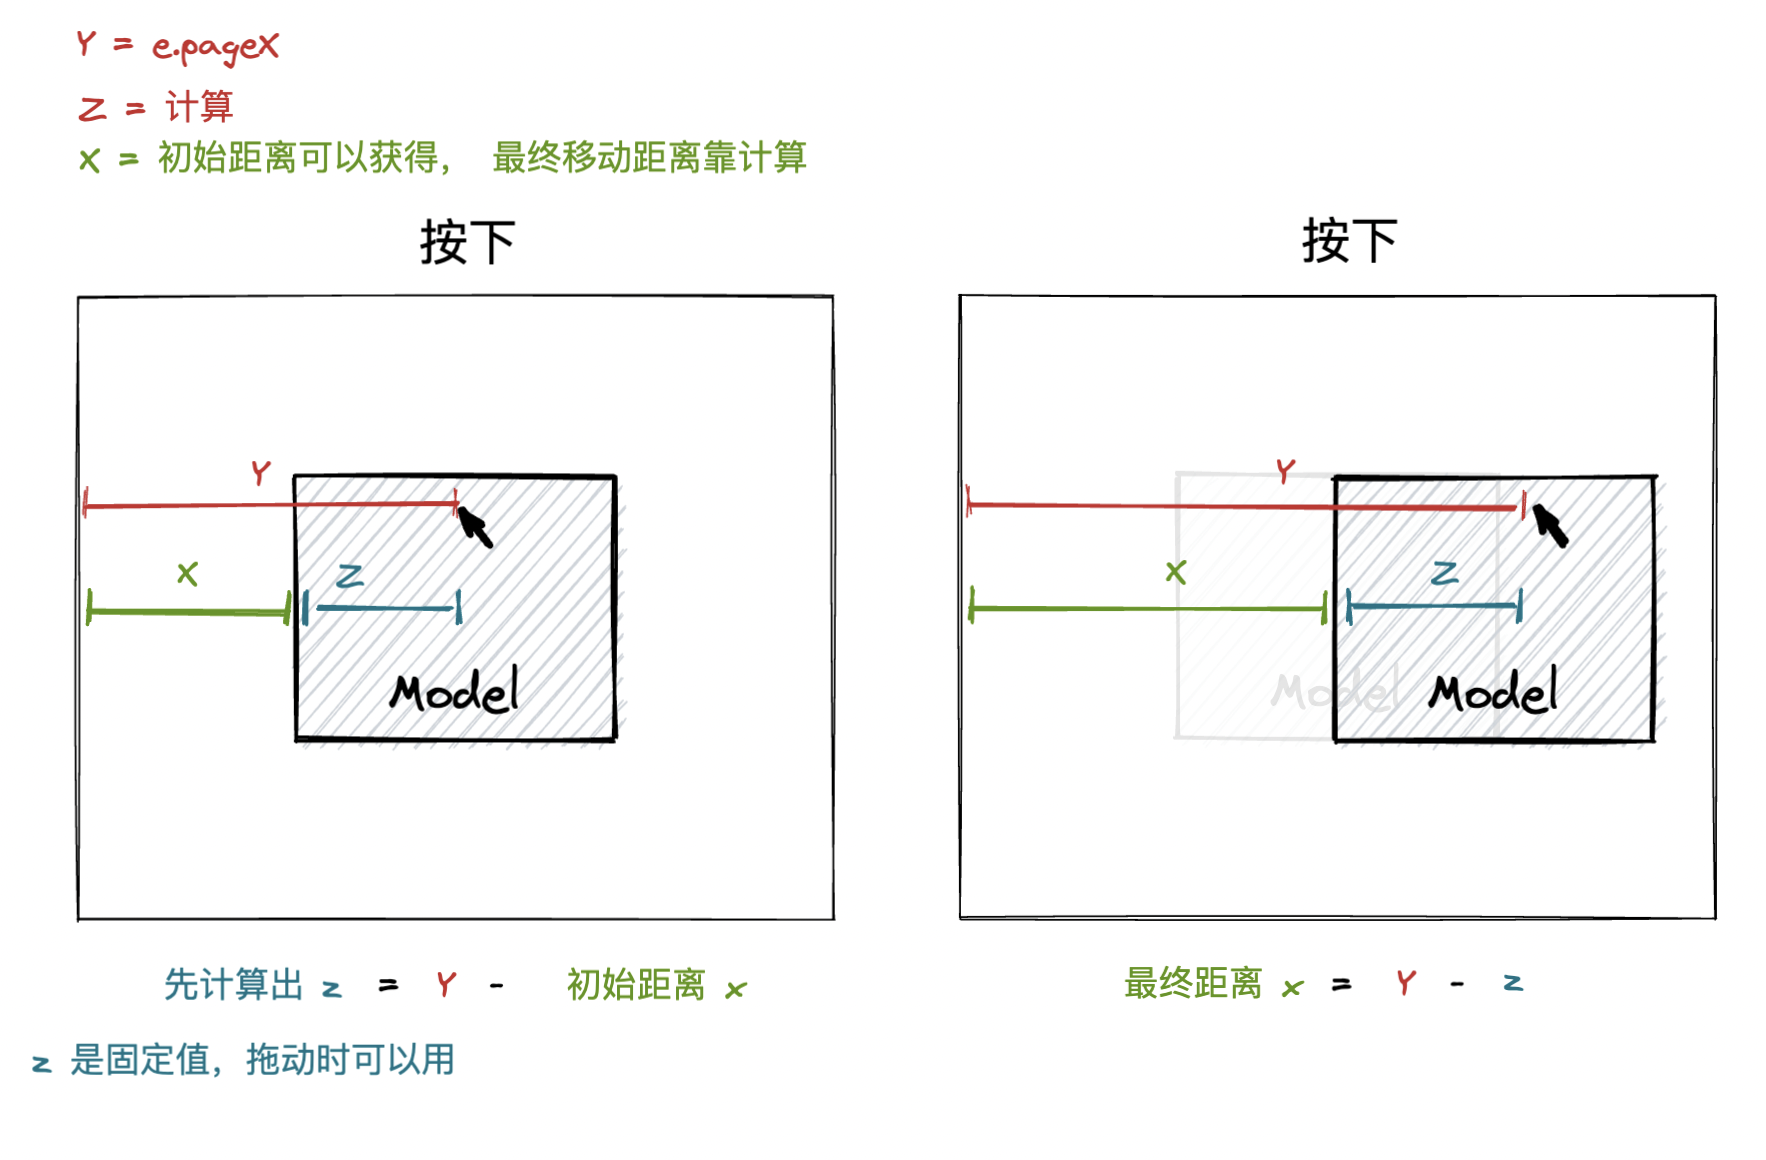 Y = e.pageX
Z = 计算
X = 初始距离可以获得， 最终移动距离靠计算
按下
Y
X
Z
Model
先计算出 z = Y - 初始距离 x
z 是固定值，拖动时可以用
按下
Y
X
Z
Model
Model
最终距离 x = Y - z